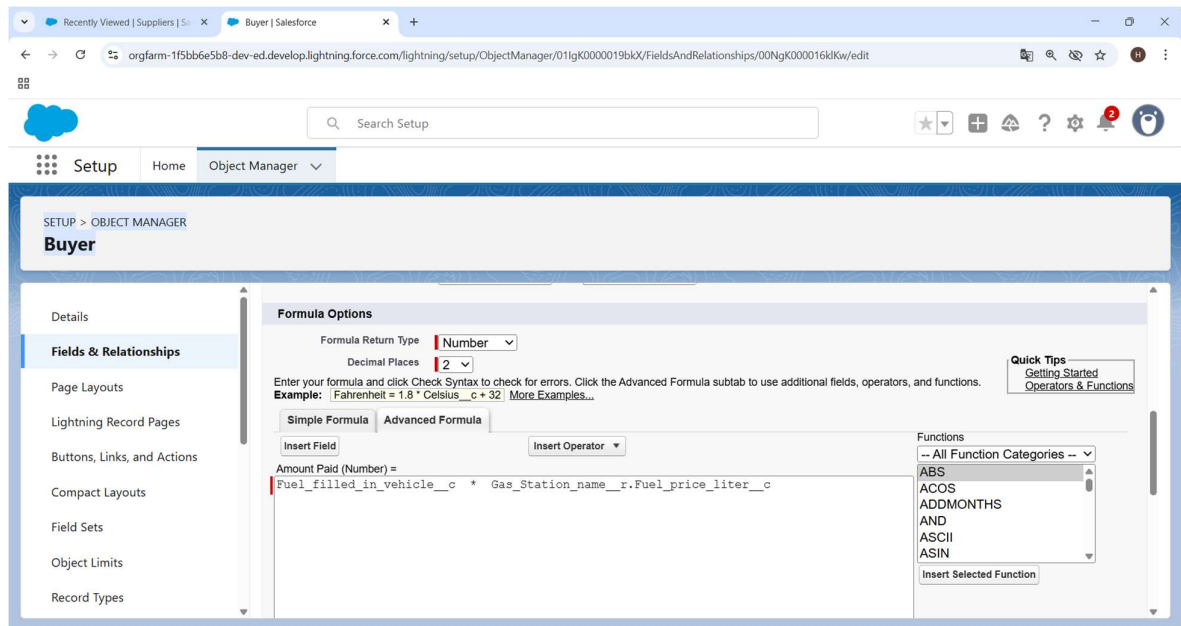 Recently Viewed | Suppliers | Sa
Buyer | Salesforce
orgfarm-1f5bb6e5b8-dev-ed.develop.lightning.force.com/lightning/setup/ObjectManager/01IgK0000019bkX/FieldsAndRelationships/00NgK000016klKw/edit
H
Search Setup
2
Setup
Home
Object Manager
SETUP > OBJECT MANAGER
Buyer
Details
Fields & Relationships
Page Layouts
Lightning Record Pages
Buttons, Links, and Actions
Compact Layouts
Field Sets
Object Limits
Record Types
Formula Options
Formula Return Type Number
Decimal Places 2
Quick Tips
Getting Started
Operators & Functions
Enter your formula and click Check Syntax to check for errors. Click the Advanced Formula subtab to use additional fields, operators, and functions.
Example: Fahrenheit = 1.8 * Celsius__c + 32 More Examples...
Simple Formula Advanced Formula
Insert Field Insert Operator
Amount Paid (Number) =
Fuel_filled_in_vehicle__c * Gas_Station_name__r.Fuel_price_liter__c
Functions
-- All Function Categories --
ABS
ACOS
ADDMONTHS
AND
ASCII
ASIN
Insert Selected Function